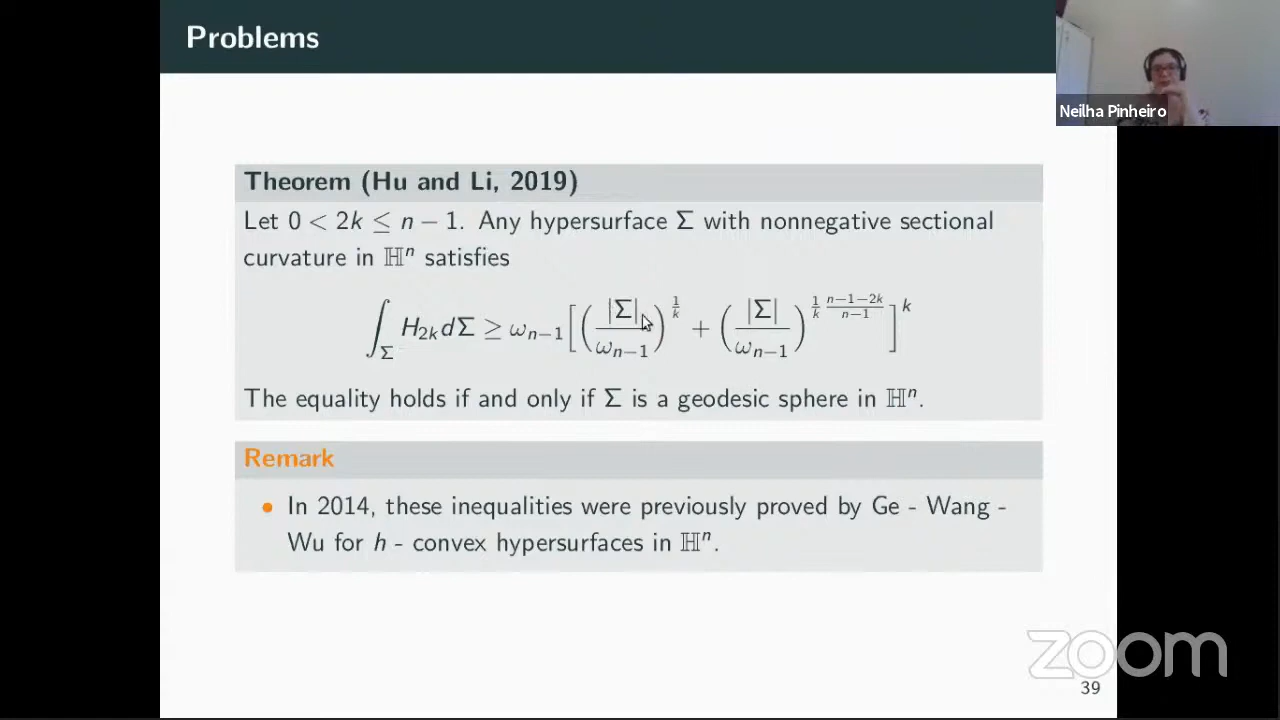 Problems
Neilha Pinheiro
Theorem (Hu and Li, 2019)
Let 0 < 2k ≤ n − 1. Any hypersurface Σ with nonnegative sectional
curvature in ℍⁿ satisfies
∫_Σ H_{2k} dΣ ≥ ω_{n−1} [ ( |Σ| / ω_{n−1} )^{1/k} + ( |Σ| / ω_{n−1} )^{(1/k) (n−1−2k)/(n−1)} ]^k
The equality holds if and only if Σ is a geodesic sphere in ℍⁿ.
Remark
• In 2014, these inequalities were previously proved by Ge - Wang -
Wu for h - convex hypersurfaces in ℍⁿ.
zoom
39